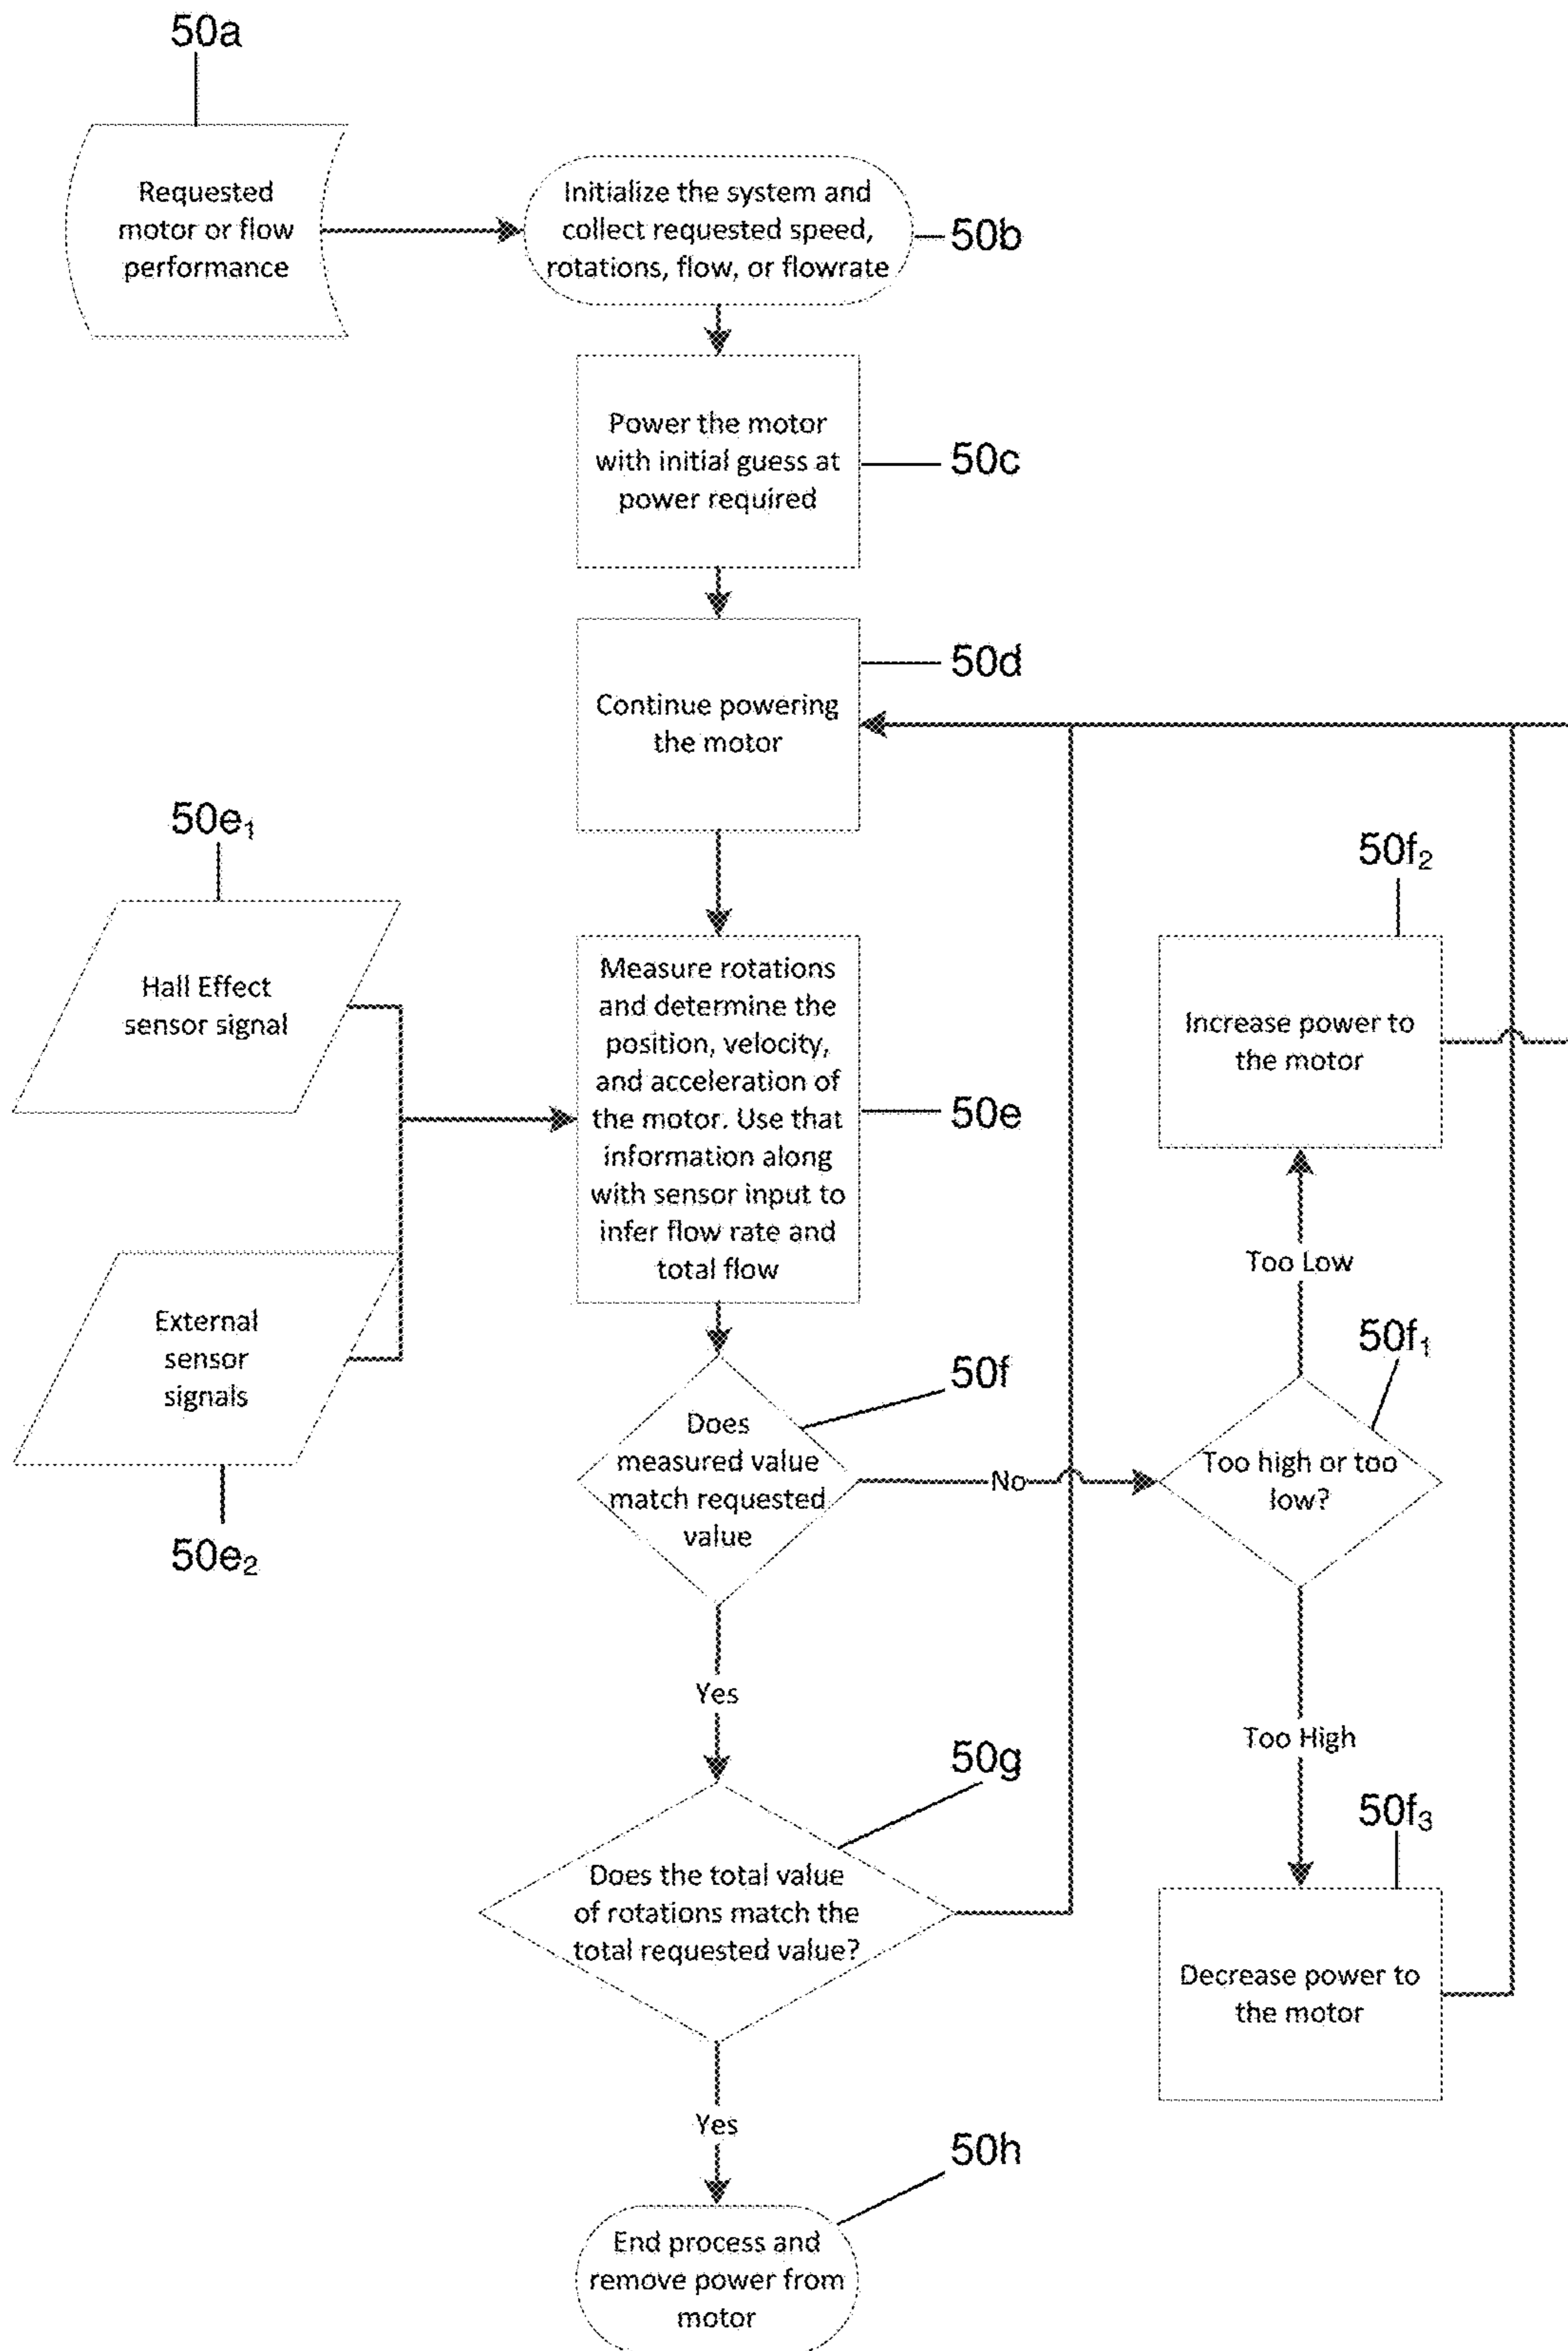 50a
Requested
motor or flow
performance
Initialize the system and
collect requested speed,
rotations, flow, or flowrate
50b
Power the motor
with initial guess at
power required
50c
50d
Continue powering
the motor
50e₁
Hall Effect
sensor signal
Measure rotations
and determine the
position, velocity,
and acceleration of
the motor. Use that
information along
with sensor input to
infer flow rate and
total flow
50e
50f₂
Increase power to
the motor
Too Low
External
sensor
signals
50e₂
50f
Does
measured value
match requested
value
No
50f₁
Too high or too
low?
Yes
Too High
50g
Does the total value
of rotations match the
total requested value?
50f₃
Decrease power to
the motor
Yes
50h
End process and
remove power from
motor